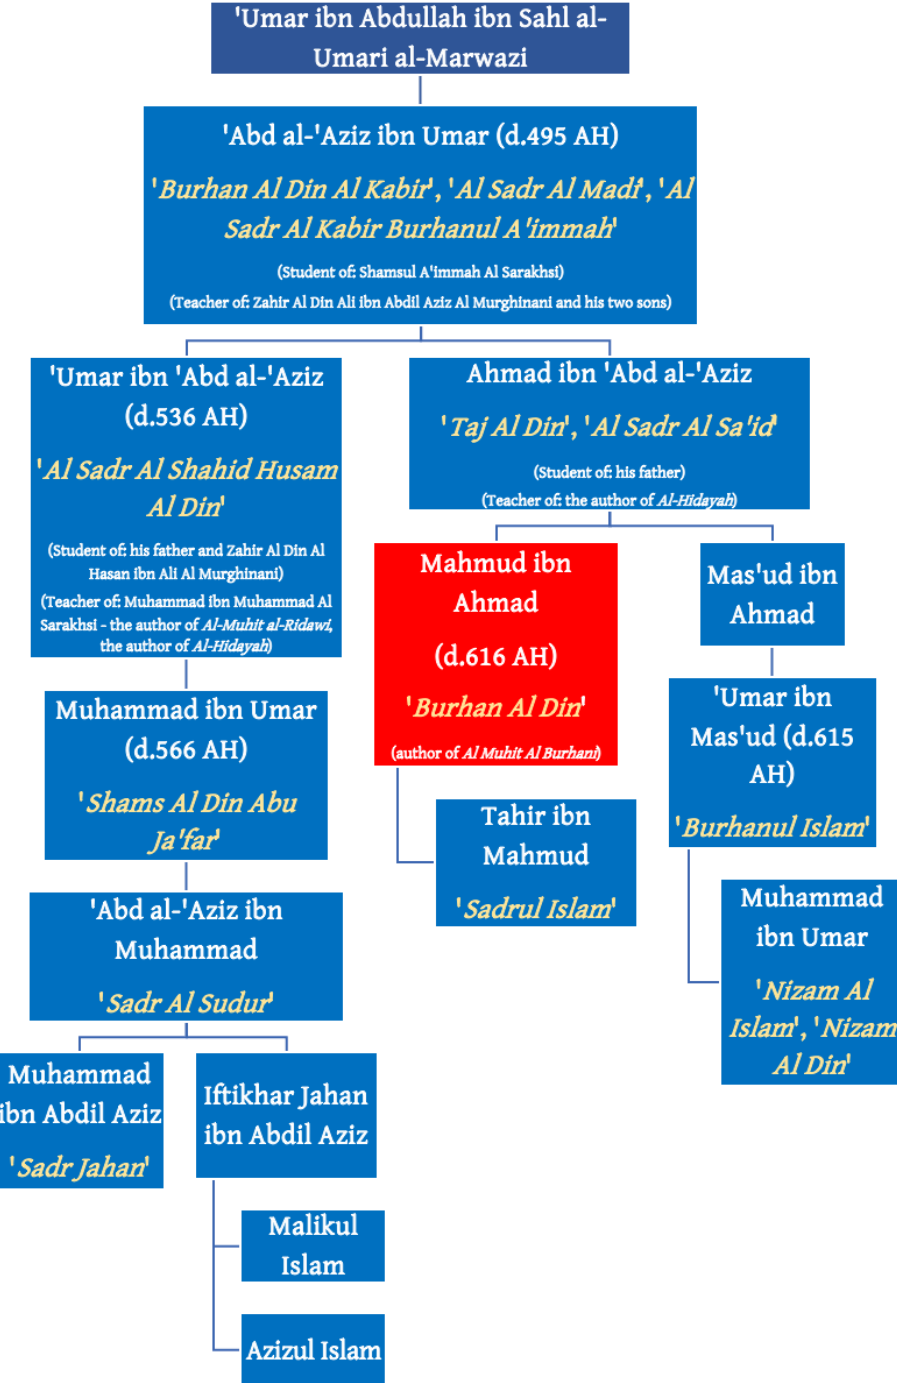 'Umar ibn Abdullah ibn Sahl al-
Umari al-Marwazi
'Abd al-'Aziz ibn Umar (d.495 AH)
'Burhan Al Din Al Kabir', 'Al Sadr Al Madi', 'Al
Sadr Al Kabir Burhanul A'immah'
(Student of: Shamsul A'immah Al Sarakhsi)
(Teacher of: Zahir Al Din Ali ibn Abdil Aziz Al Murghinani and his two sons)
'Umar ibn 'Abd al-'Aziz
(d.536 AH)
'Al Sadr Al Shahid Husam
Al Din'
(Student of: his father and Zahir Al Din Al
Hasan ibn Ali Al Murghinani)
(Teacher of: Muhammad ibn Muhammad Al
Sarakhsi - the author of Al-Muhit al-Ridawi,
the author of Al-Hidayah)
Ahmad ibn 'Abd al-'Aziz
'Taj Al Din', 'Al Sadr Al Sa'id'
(Student of: his father)
(Teacher of: the author of Al-Hidayah)
Mahmud ibn
Ahmad
(d.616 AH)
'Burhan Al Din'
(author of Al Muhit Al Burhani)
Mas'ud ibn
Ahmad
Muhammad ibn Umar
(d.566 AH)
'Shams Al Din Abu
Ja'far'
'Umar ibn
Mas'ud (d.615
AH)
'Burhanul Islam'
Tahir ibn
Mahmud
'Sadrul Islam'
'Abd al-'Aziz ibn
Muhammad
'Sadr Al Sudur'
Muhammad
ibn Umar
'Nizam Al
Islam', 'Nizam
Al Din'
Muhammad
ibn Abdil Aziz
'Sadr Jahan'
Iftikhar Jahan
ibn Abdil Aziz
Malikul
Islam
Azizul Islam